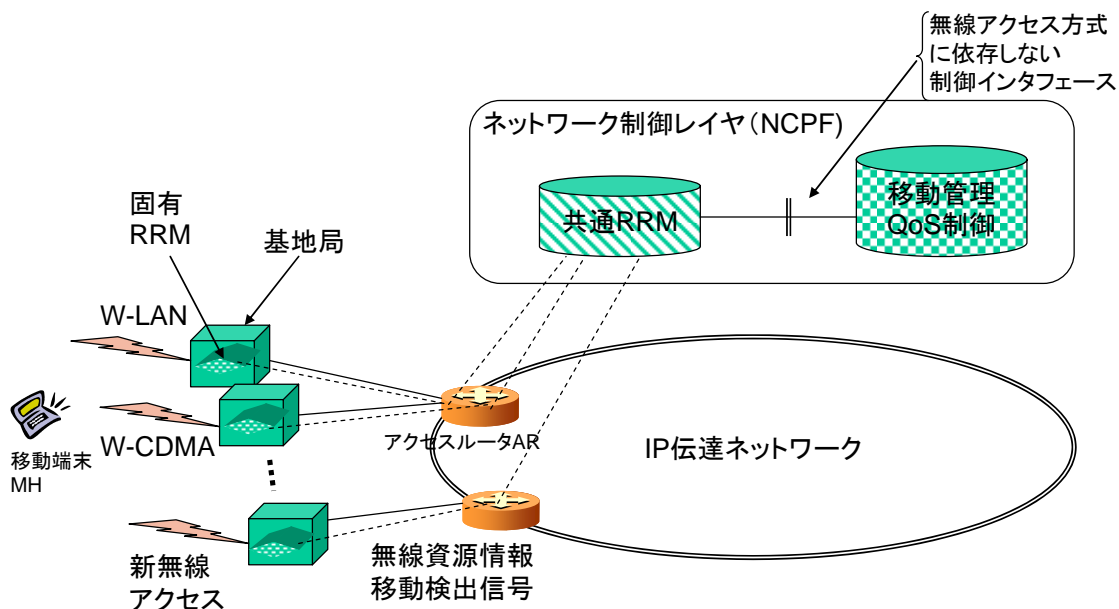 無線アクセス方式
に依存しない
制御インタフェース
ネットワーク制御レイヤ（NCPF)
移動管理
QoS制御
共通RRM
固有
RRM
基地局
W-LAN
W-CDMA
アクセスルータAR
IP伝達ネットワーク
移動端末
MH
新無線
アクセス
無線資源情報
移動検出信号